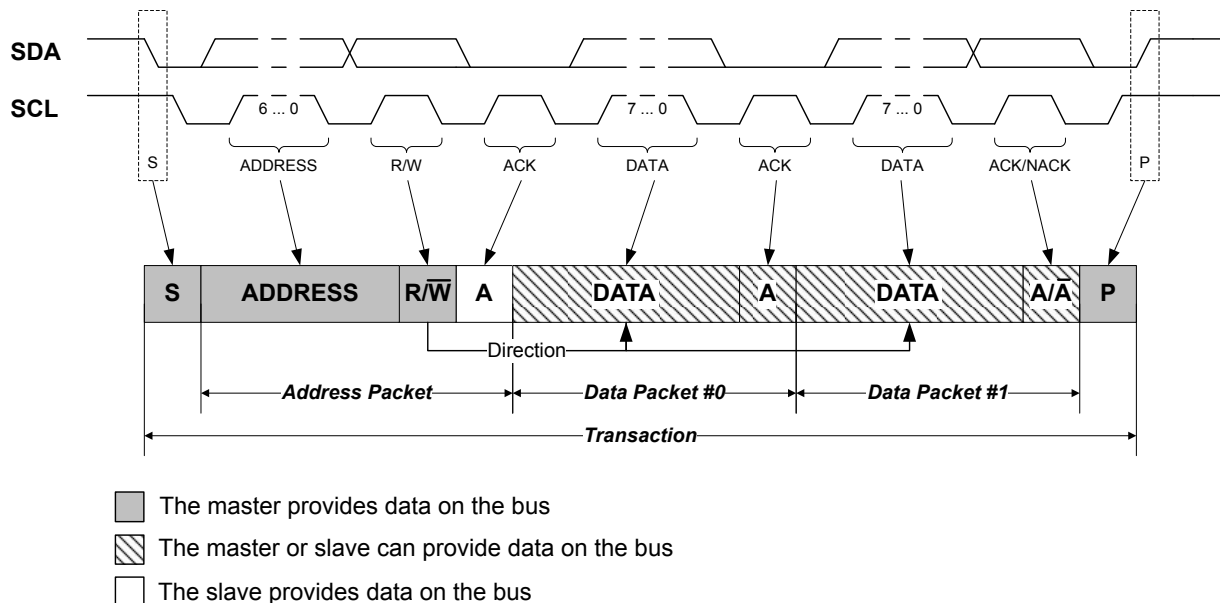 SDA
SCL
6 ... 0
7 ... 0
7 ... 0
S
ADDRESS
R/W
ACK
DATA
ACK
DATA
ACK/NACK
P
S
ADDRESS
R/W̅
A
DATA
A
DATA
A/A̅
P
Direction
Address Packet
Data Packet #0
Data Packet #1
Transaction
The master provides data on the bus
The master or slave can provide data on the bus
The slave provides data on the bus